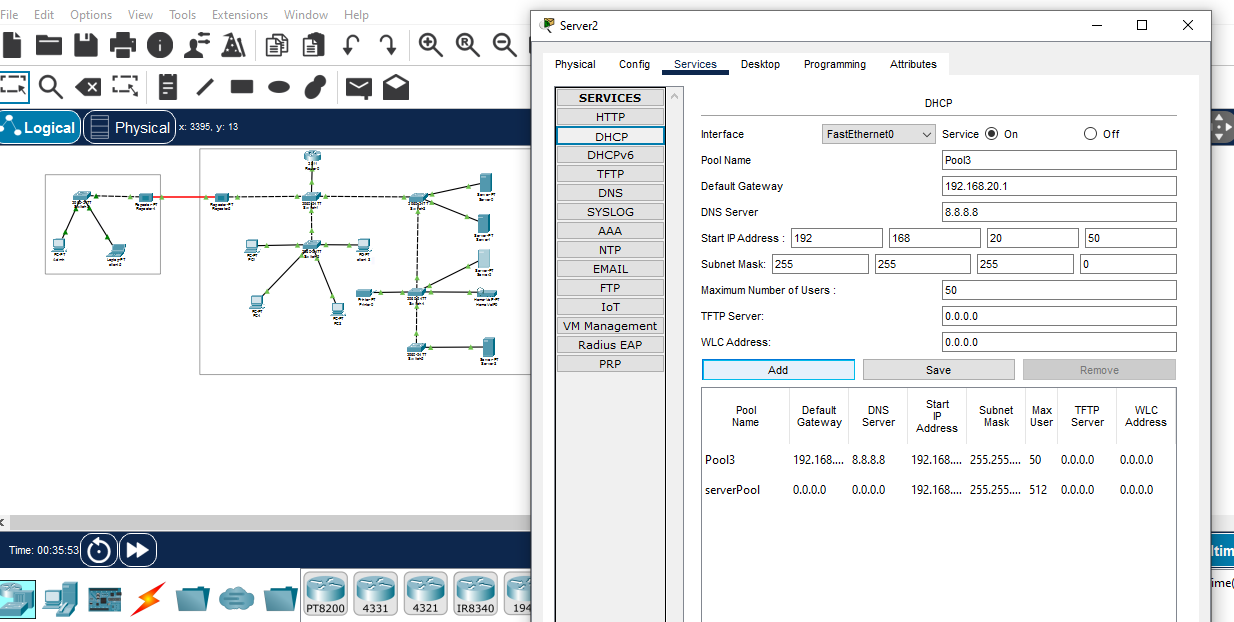 File Edit Options View Tools Extensions Window Help
Server2
Physical Config Services Desktop Programming Attributes
Logical Physical x: 3395, y: 13
SERVICES
HTTP
DHCP
DHCPv6
TFTP
DNS
SYSLOG
AAA
NTP
EMAIL
FTP
IoT
VM Management
Radius EAP
PRP
DHCP
Interface FastEthernet0 Service On Off
Pool Name Pool3
Default Gateway 192.168.20.1
DNS Server 8.8.8.8
Start IP Address : 192 168 20 50
Subnet Mask: 255 255 255 0
Maximum Number of Users : 50
TFTP Server: 0.0.0.0
WLC Address: 0.0.0.0
Add Save Remove
Pool Name Default Gateway DNS Server Start IP Address Subnet Mask Max User TFTP Server WLC Address
Pool3 192.168.... 8.8.8.8 192.168.... 255.255.... 50 0.0.0.0 0.0.0.0
serverPool 0.0.0.0 0.0.0.0 192.168.... 255.255.... 512 0.0.0.0 0.0.0.0
Time: 00:35:53
PT8200 4331 4321 IR8340 194